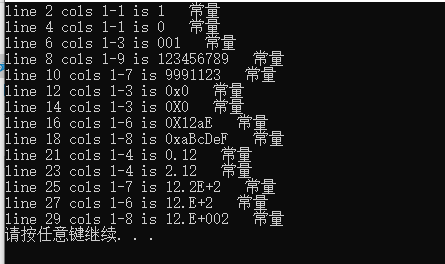 line 2 cols 1-1 is 1   常量
line 4 cols 1-1 is 0   常量
line 6 cols 1-3 is 001   常量
line 8 cols 1-9 is 123456789   常量
line 10 cols 1-7 is 9991123   常量
line 12 cols 1-3 is 0x0   常量
line 14 cols 1-3 is 0X0   常量
line 16 cols 1-6 is 0X12aE   常量
line 18 cols 1-8 is 0xaBcDeF   常量
line 21 cols 1-4 is 0.12   常量
line 23 cols 1-4 is 2.12   常量
line 25 cols 1-7 is 12.2E+2   常量
line 27 cols 1-6 is 12.E+2   常量
line 29 cols 1-8 is 12.E+002   常量
请按任意键继续. . .